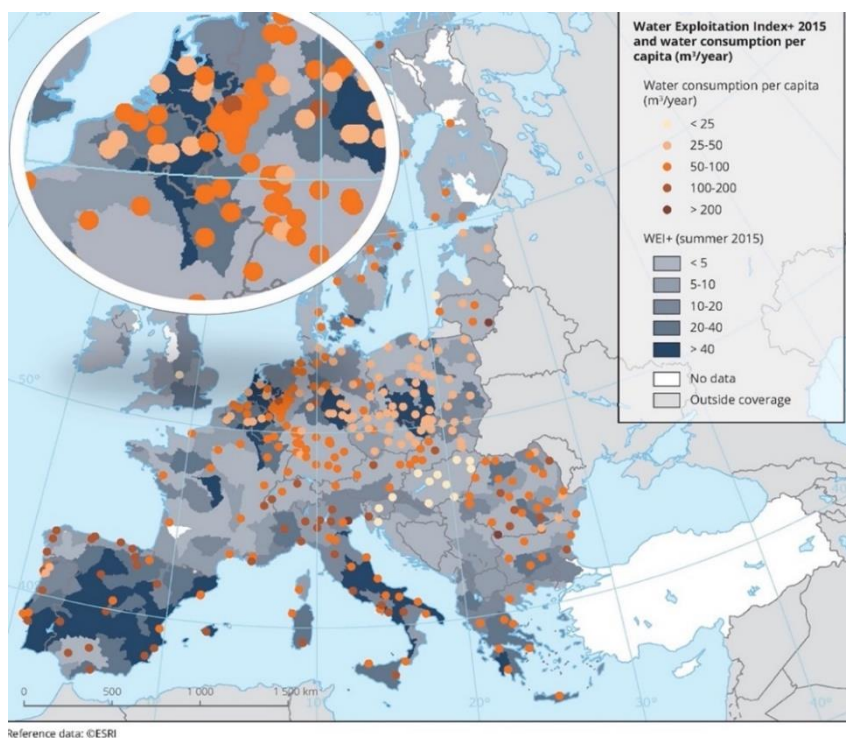 Water Exploitation Index+ 2015
and water consumption per
capita (m³/year)
Water consumption per capita
(m³/year)
< 25
25-50
50-100
100-200
> 200
WEI+ (summer 2015)
< 5
5-10
10-20
20-40
> 40
No data
Outside coverage
50°
40°
0 500 1 000 1 500 km
10°
20°
30°
40°
Reference data: ©ESRI